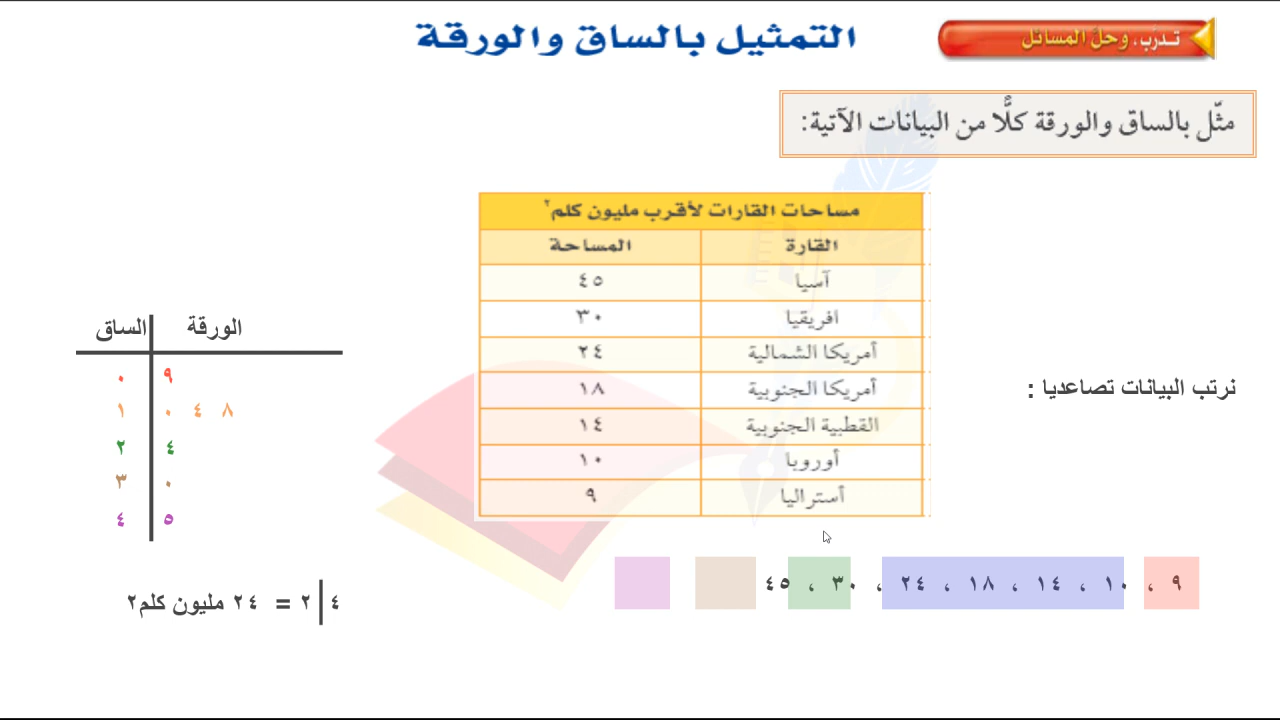 تدرّب، وحلّ المسائل
التمثيل بالساق والورقة
مثّل بالساق والورقة كلًّا من البيانات الآتية:
مساحات القارات لأقرب مليون كلم٢
القارة المساحة
آسيا ٤٥
افريقيا ٣٠
أمريكا الشمالية ٢٤
أمريكا الجنوبية ١٨
القطبية الجنوبية ١٤
أوروبا ١٠
أستراليا ٩
نرتب البيانات تصاعديا :
٩ ، ١٠ ، ١٤ ، ١٨ ، ٢٤ ، ٣٠ ، ٤٥
الساق الورقة
٠ ٩
١ ٠ ٤ ٨
٢ ٤
٣ ٠
٤ ٥
٢ | ٤ = ٢٤ مليون كلم٢